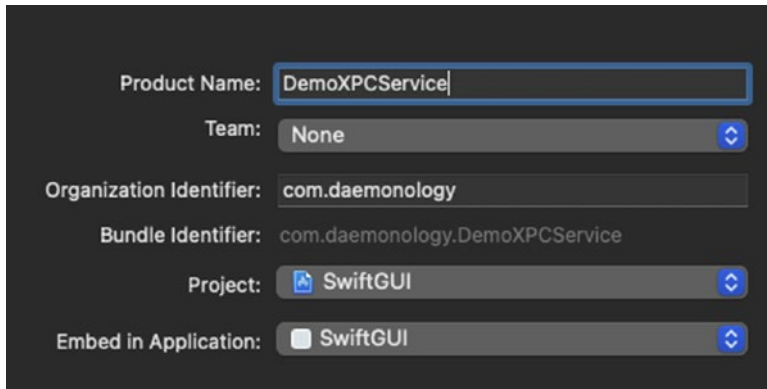 Product Name: DemoXPCService
Team: None
Organization Identifier: com.daemonology
Bundle Identifier: com.daemonology.DemoXPCService
Project: SwiftGUI
Embed in Application: SwiftGUI